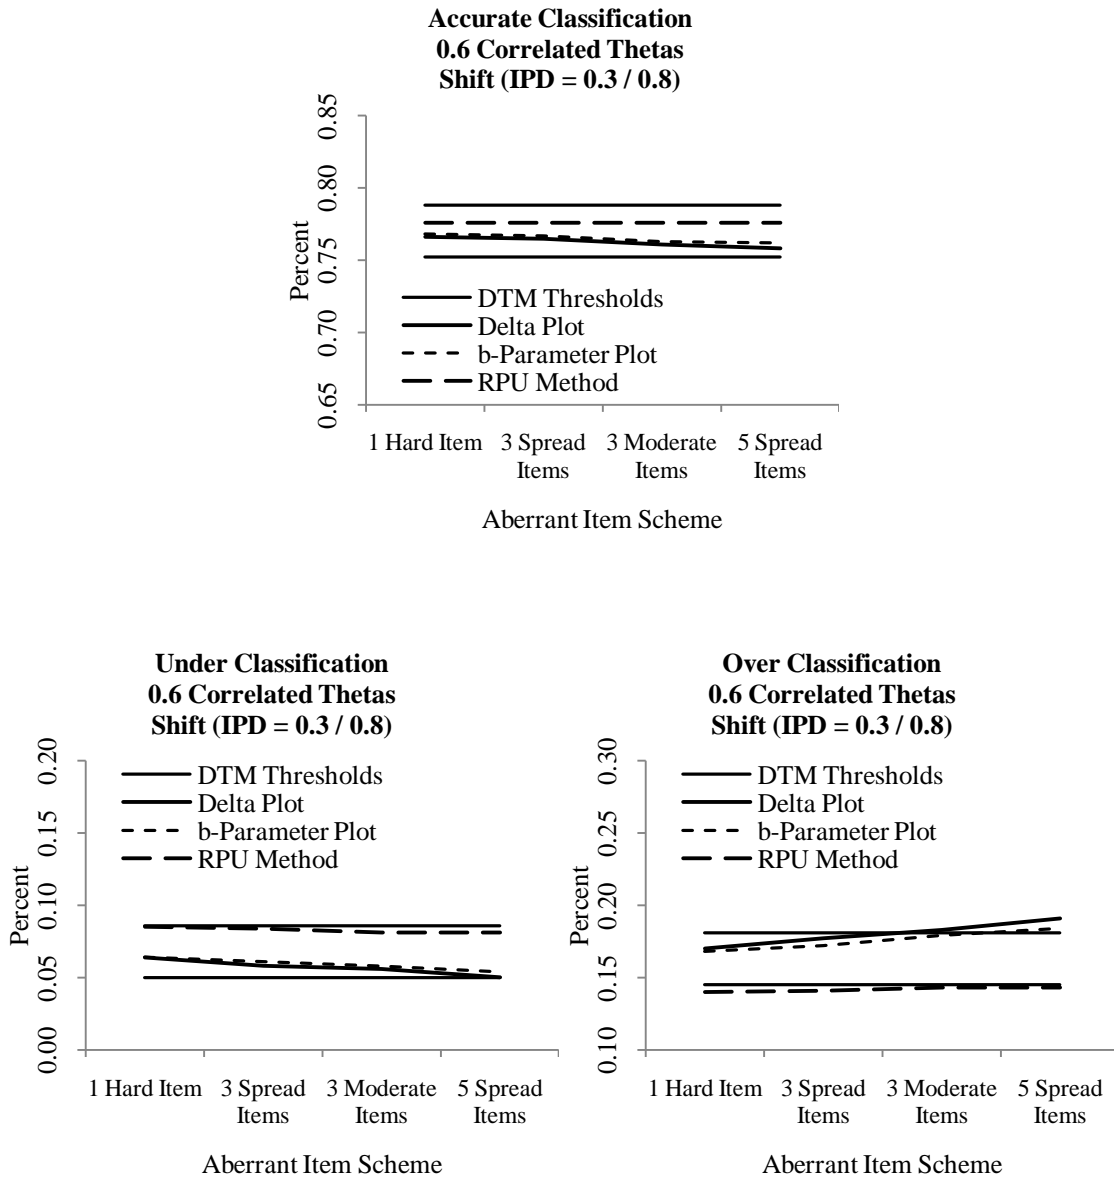 Accurate Classification
0.6 Correlated Thetas
Shift (IPD = 0.3 / 0.8)
0.85
0.80
0.75
0.70
0.65
Percent
DTM Thresholds
Delta Plot
b-Parameter Plot
RPU Method
1 Hard Item 3 Spread 3 Moderate 5 Spread
Items Items Items
Aberrant Item Scheme
Under Classification
0.6 Correlated Thetas
Shift (IPD = 0.3 / 0.8)
0.20
0.15
0.10
0.05
0.00
Percent
DTM Thresholds
Delta Plot
b-Parameter Plot
RPU Method
1 Hard Item 3 Spread 3 Moderate 5 Spread
Items Items Items
Aberrant Item Scheme
Over Classification
0.6 Correlated Thetas
Shift (IPD = 0.3 / 0.8)
0.30
0.25
0.20
0.15
0.10
Percent
DTM Thresholds
Delta Plot
b-Parameter Plot
RPU Method
1 Hard Item 3 Spread 3 Moderate 5 Spread
Items Items Items
Aberrant Item Scheme